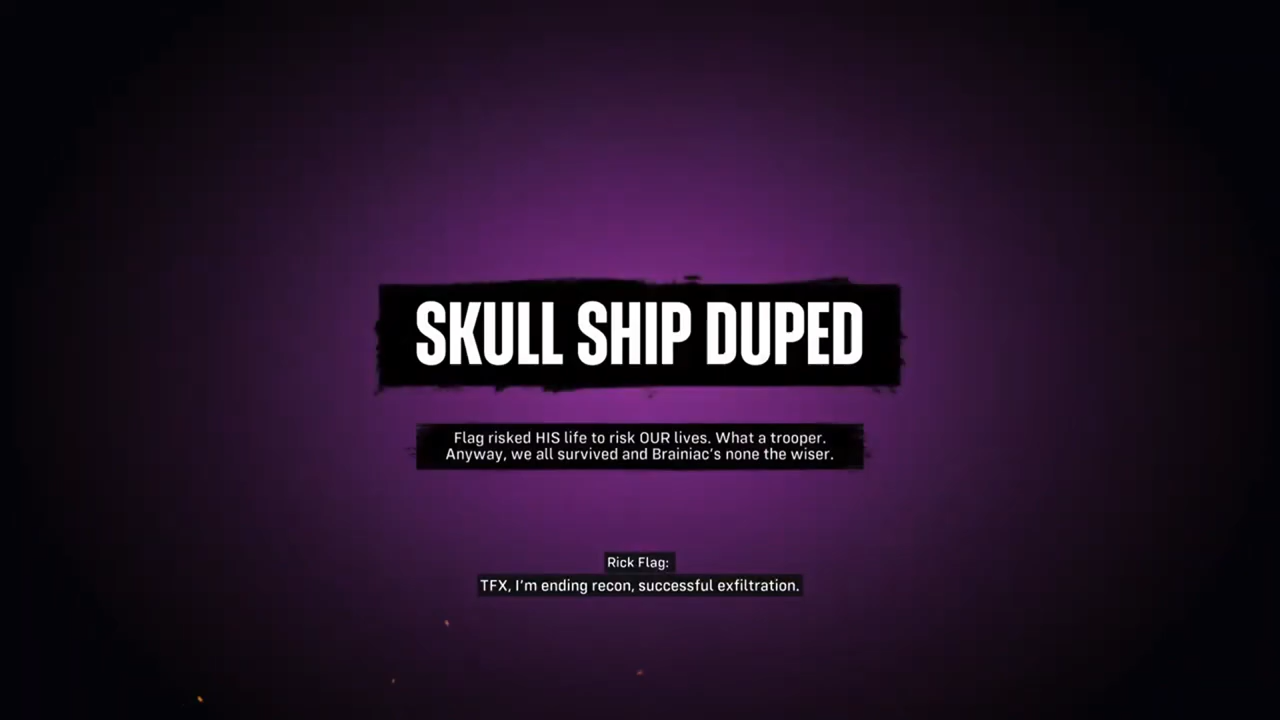 SKULL SHIP DUPED
Flag risked HIS life to risk OUR lives. What a trooper.
Anyway, we all survived and Brainiac's none the wiser.
Rick Flag:
TFX, I'm ending recon, successful exfiltration.